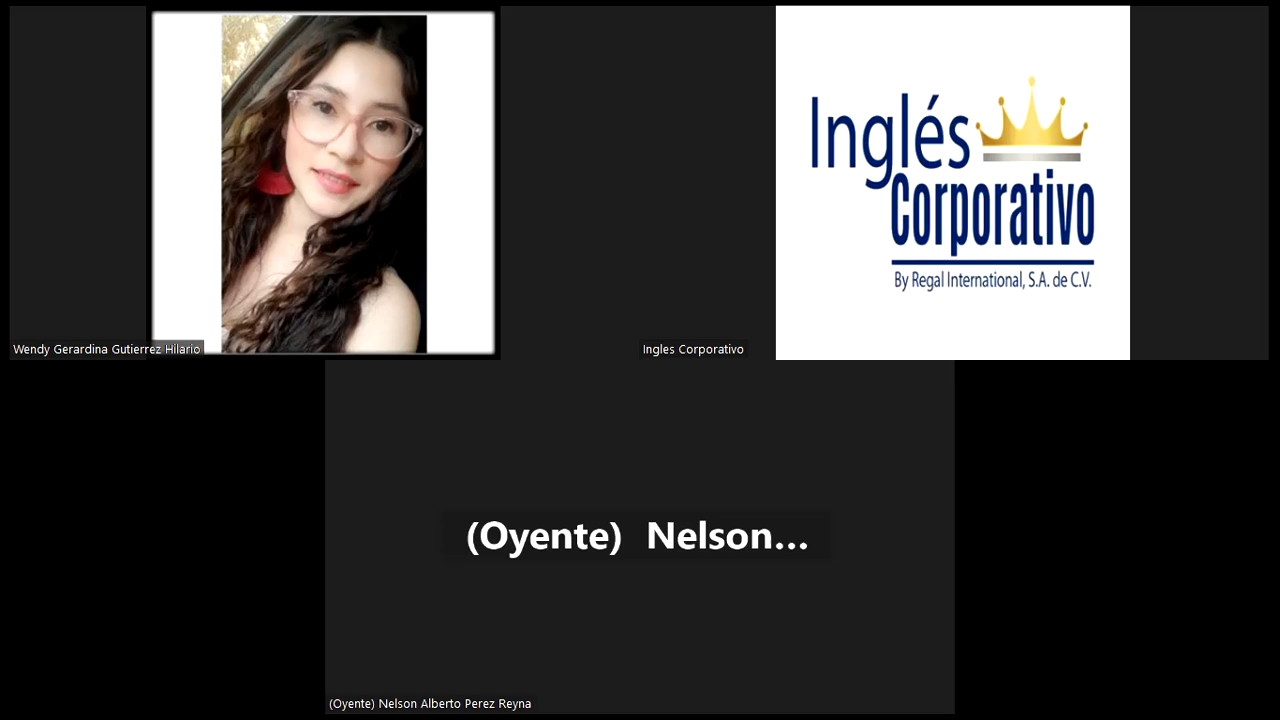 Inglés
Corporativo
By Regal International, S.A. de C.V.
Wendy Gerardina Gutierrez Hilario
Ingles Corporativo
(Oyente) Nelson...
(Oyente) Nelson Alberto Perez Reyna